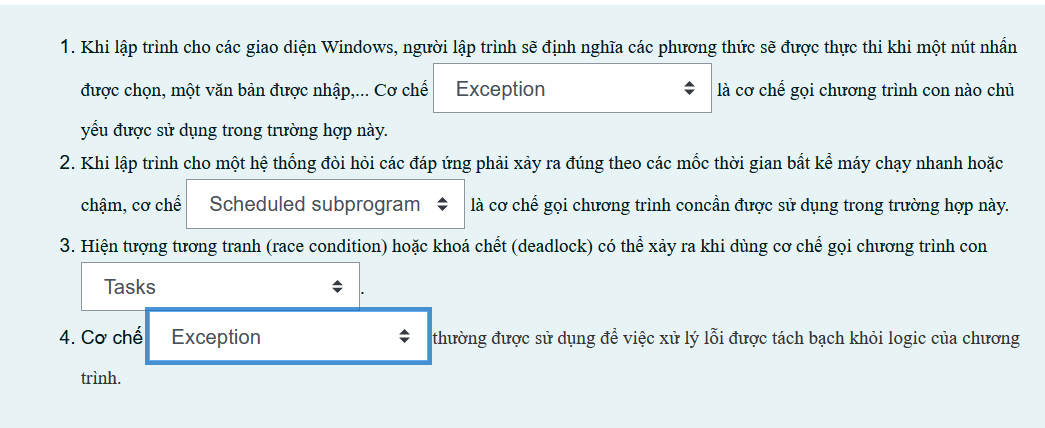 1. Khi lập trình cho các giao diện Windows, người lập trình sẽ định nghĩa các phương thức sẽ được thực thi khi một nút nhấn
được chọn, một văn bản được nhập,... Cơ chế Exception là cơ chế gọi chương trình con nào chủ
yếu được sử dụng trong trường hợp này.
2. Khi lập trình cho một hệ thống đòi hỏi các đáp ứng phải xảy ra đúng theo các mốc thời gian bất kể máy chạy nhanh hoặc
chậm, cơ chế Scheduled subprogram là cơ chế gọi chương trình concần được sử dụng trong trường hợp này.
3. Hiện tượng tương tranh (race condition) hoặc khoá chết (deadlock) có thể xảy ra khi dùng cơ chế gọi chương trình con
Tasks .
4. Cơ chế Exception thường được sử dụng để việc xử lý lỗi được tách bạch khỏi logic của chương
trình.